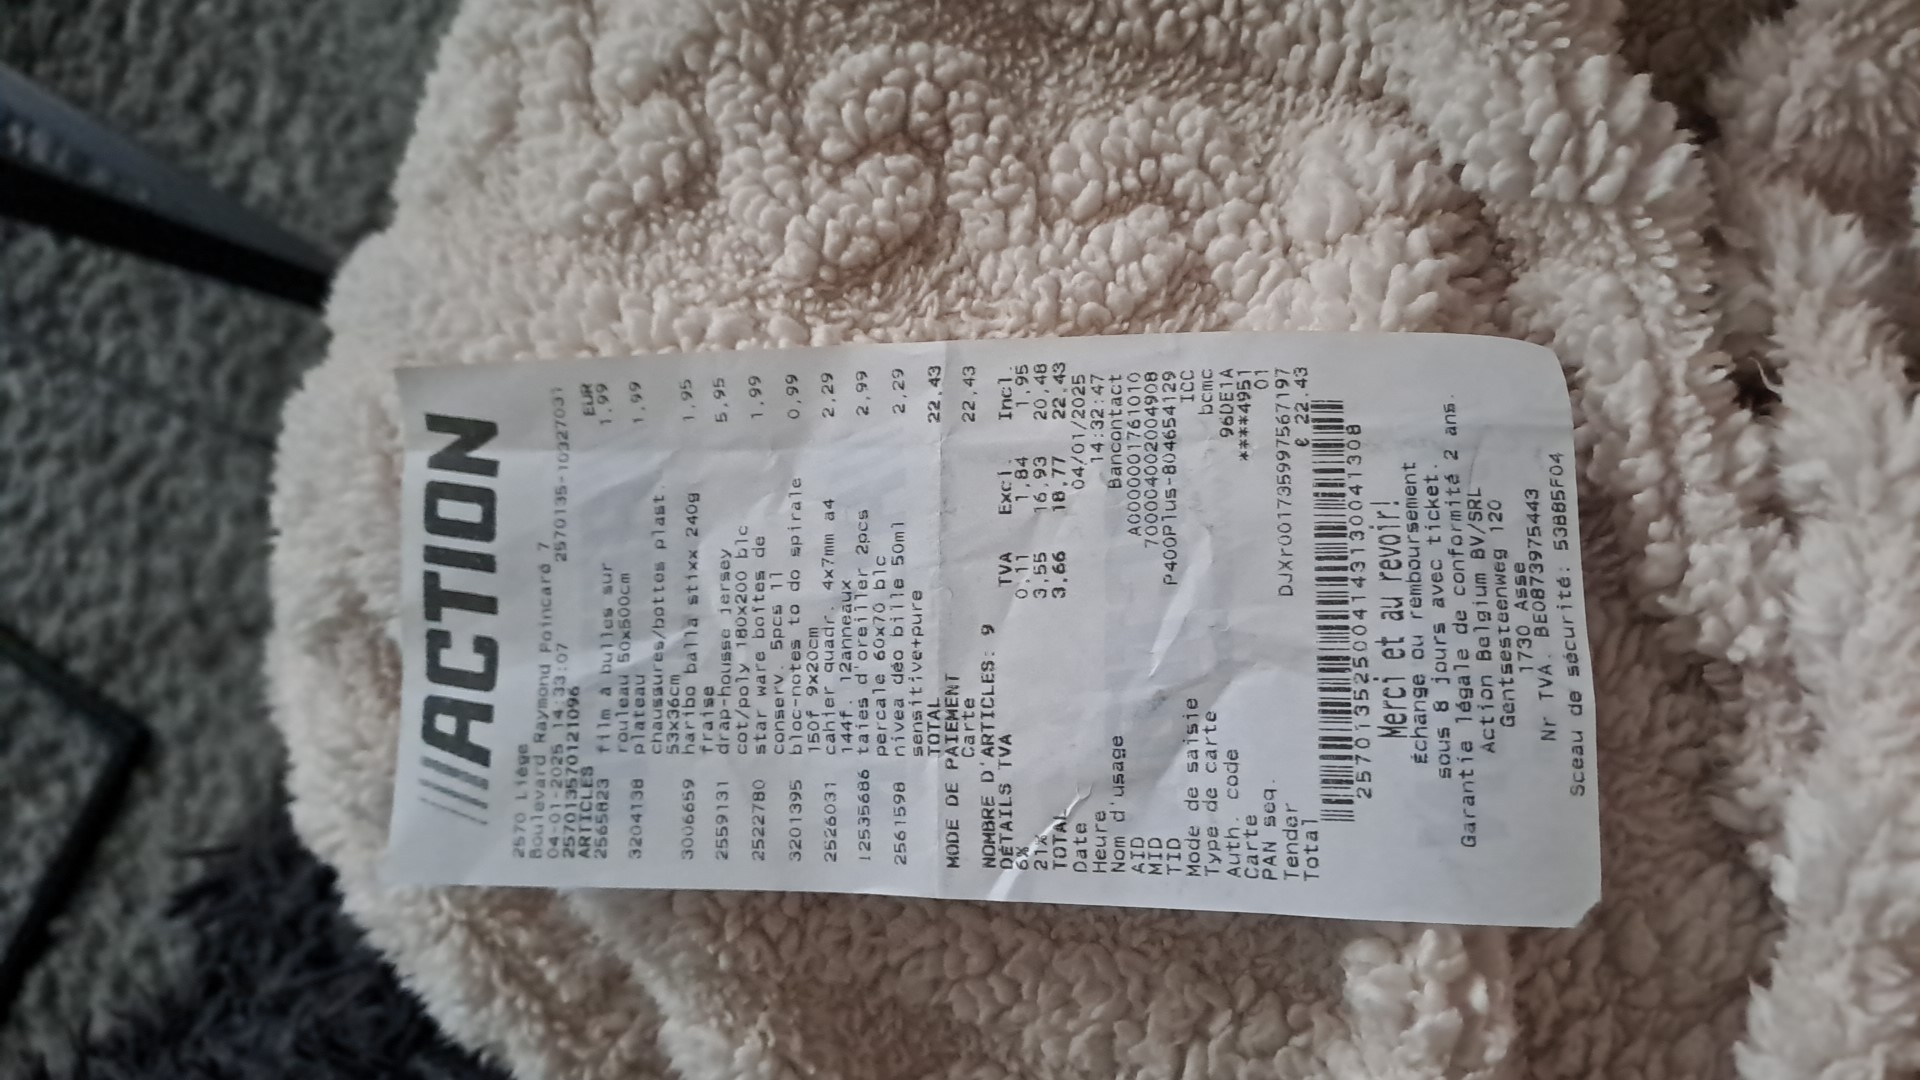 ACTION
2570 Liège
Boulevard Raymond Poincaré 7
04-01-2025 14:33:07 2570135-10327031
2570135701211096
ARTICLES EUR
2565823 film à bulles sur 1,99
rouleau 50x500cm
3204138 plateau 1,99
chaussures/bottes plast.
53x36cm
3006659 haribo balla stixx 240g 1,95
fraise
2559131 drap-housse jersey 5,95
cot/poly 180x200 blc
2522780 star ware boîtes de 1,99
conserv. 5pcs 1l
3201395 bloc-notes to do spirale 0,99
150f 9x20cm
2526031 cahier quadr. 4x7mm a4 2,29
144f. 12anneaux
12535686 taies d'oreiller 2pcs 2,99
percale 60x70 blc
2561598 nivea déo bille 50ml 2,29
sensitive+pure
TOTAL 22,43
MODE DE PAIEMENT
Carte 22,43
NOMBRE D'ARTICLES: 9
DÉTAILS TVA TVA Excl. Incl.
6% 0,11 1,84 1,95
21% 3,55 16,93 20,48
TOTAL 3,66 18,77 22,43
Date 04/01/2025
Heure 14:32:47
Nom d'usage Bancontact
AID A0000001761010
MID 700004002004908
TID P400Plus-804654129
Mode de saisie ICC
Type de carte bcmc
Auth. code 96DE1A
Carte ****4951
PAN seq. 01
Tender DJXr001735997567197
Total € 22.43
25701352504143130041308
Merci et au revoir!
Échange ou remboursement
sous 8 jours avec ticket.
Garantie légale de conformité 2 ans.
Action Belgium BV/SRL
Gentsesteenweg 120
1730 Asse
Nr TVA. BE0873975443
Sceau de sécurité: 53885F04